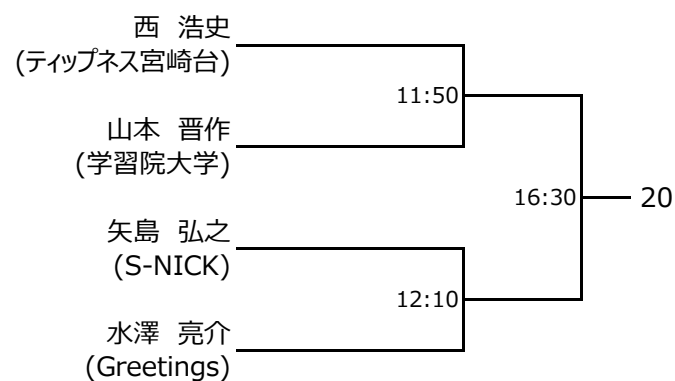 西 浩史
(ティップネス宮崎台)
11:50
山本 晋作
(学習院大学)
16:30
20
矢島 弘之
(S-NICK)
12:10
水澤 亮介
(Greetings)